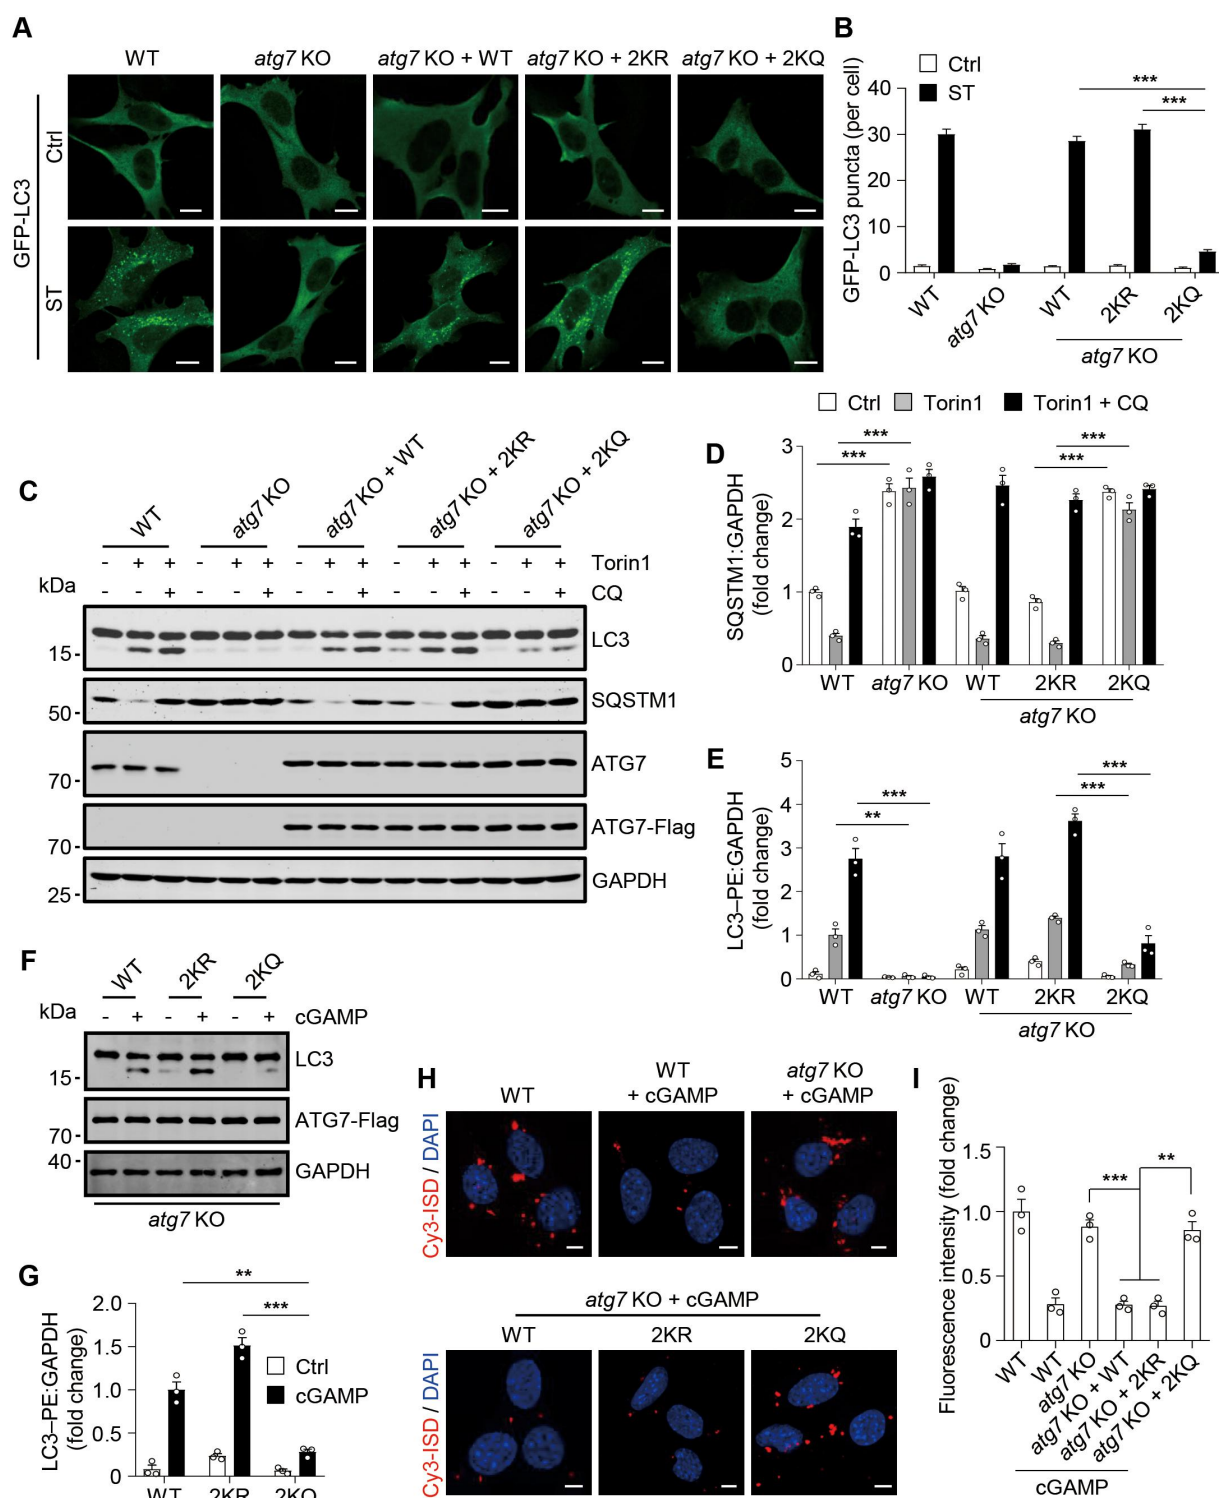 A
WT
atg7 KO
atg7 KO + WT
atg7 KO + 2KR
atg7 KO + 2KQ
GFP-LC3
Ctrl
ST
B
Ctrl
ST
GFP-LC3 puncta (per cell)
40
30
20
10
0
***
***
WT
atg7 KO
WT
2KR
2KQ
atg7 KO
C
WT
atg7 KO
atg7 KO + WT
atg7 KO + 2KR
atg7 KO + 2KQ
- + + - + + - + + - + + - + + Torin1
kDa
- - + - - + - - + - - + - - + CQ
LC3
15-
SQSTM1
50-
ATG7
70-
ATG7-Flag
70-
GAPDH
25-
Ctrl Torin1 Torin1 + CQ
D
SQSTM1:GAPDH
(fold change)
3
2
1
0
***
***
***
***
WT
atg7 KO
WT
2KR
2KQ
atg7 KO
E
LC3–PE:GAPDH
(fold change)
5
4
3
2
1
0
***
**
***
***
WT
atg7 KO
WT
2KR
2KQ
atg7 KO
F
WT
2KR
2KQ
kDa
- + - + - + cGAMP
LC3
15-
ATG7-Flag
70-
40-
GAPDH
atg7 KO
G
LC3–PE:GAPDH
(fold change)
2.0
1.5
1.0
0.5
0
**
***
Ctrl
cGAMP
WT
2KR
2KQ
H
WT
WT
+ cGAMP
atg7 KO
+ cGAMP
Cy3-ISD / DAPI
atg7 KO + cGAMP
WT
2KR
2KQ
Cy3-ISD / DAPI
I
Fluorescence intensity (fold change)
1.5
1.0
0.5
0
***
**
WT
WT
atg7 KO
atg7 KO + WT
atg7 KO + 2KR
atg7 KO + 2KQ
cGAMP